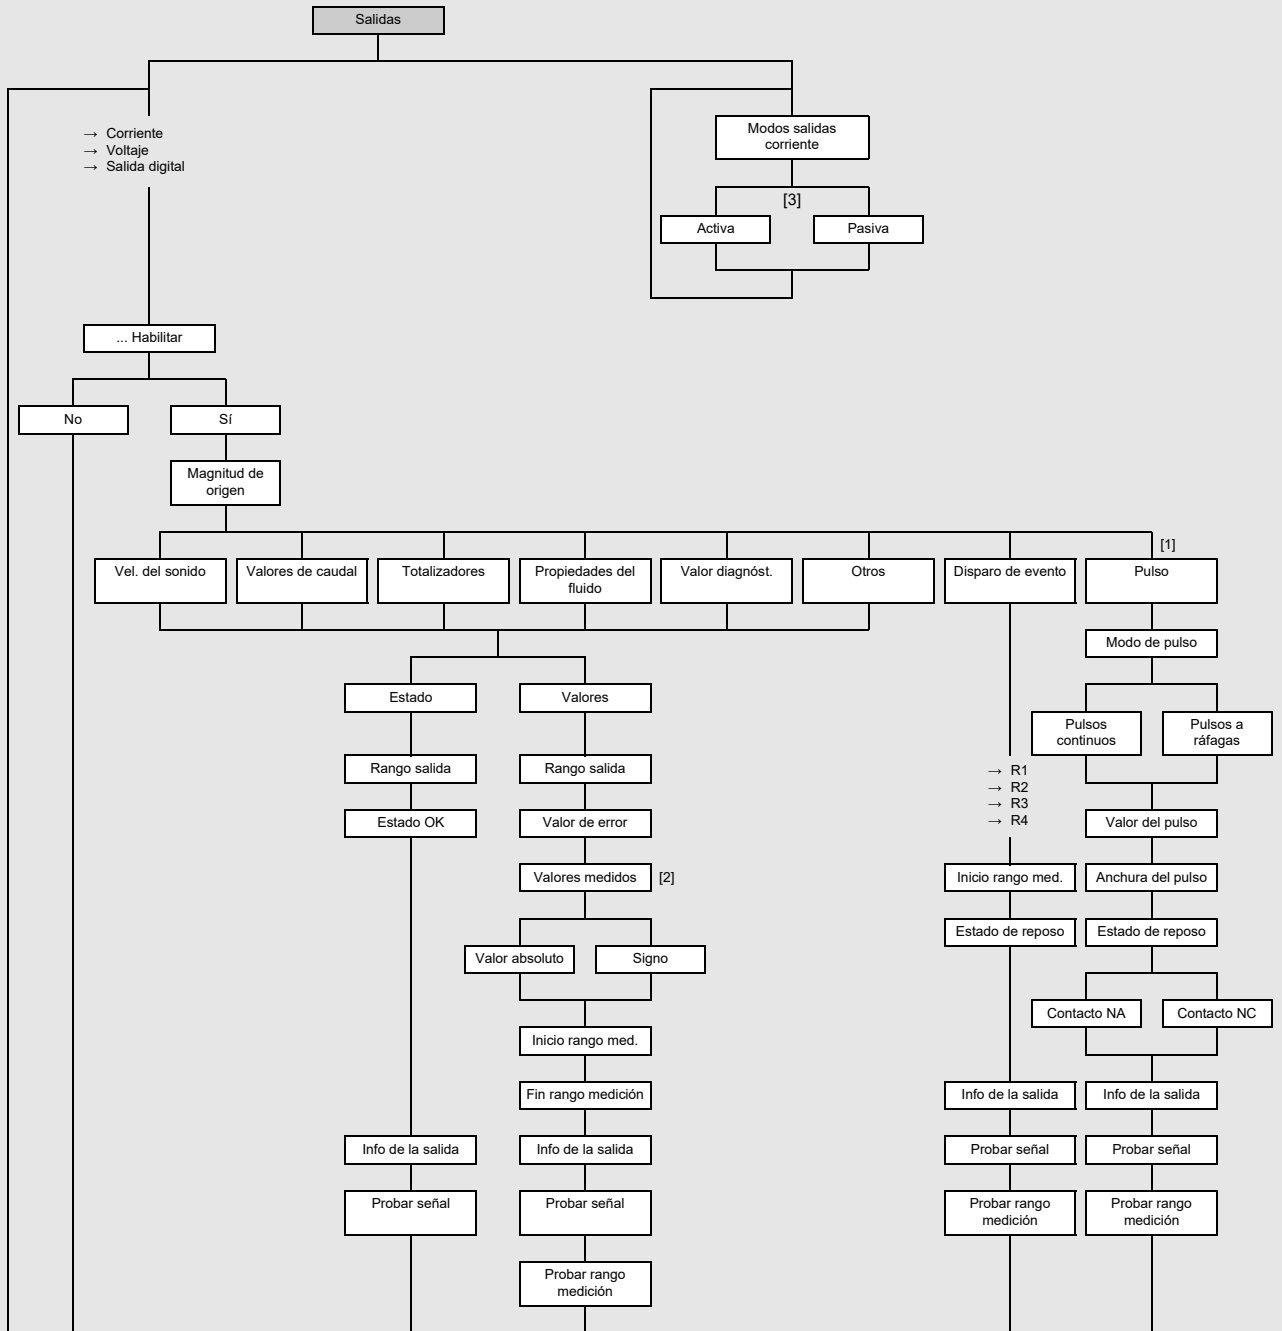 Salidas
→ Corriente
→ Voltaje
→ Salida digital
Modos salidas
corriente
[3]
Activa
Pasiva
... Habilitar
No
Sí
Magnitud de
origen
[1]
Vel. del sonido
Valores de caudal
Totalizadores
Propiedades del
fluido
Valor diagnóst.
Otros
Disparo de evento
Pulso
Modo de pulso
Estado
Valores
Pulsos
continuos
Pulsos a
ráfagas
Rango salida
Rango salida
→ R1
→ R2
→ R3
→ R4
Estado OK
Valor de error
Valor del pulso
Valores medidos
[2]
Inicio rango med.
Anchura del pulso
Estado de reposo
Estado de reposo
Valor absoluto
Signo
Contacto NA
Contacto NC
Inicio rango med.
Fin rango medición
Info de la salida
Info de la salida
Info de la salida
Info de la salida
Probar señal
Probar señal
Probar señal
Probar señal
Probar rango
medición
Probar rango
medición
Probar rango
medición